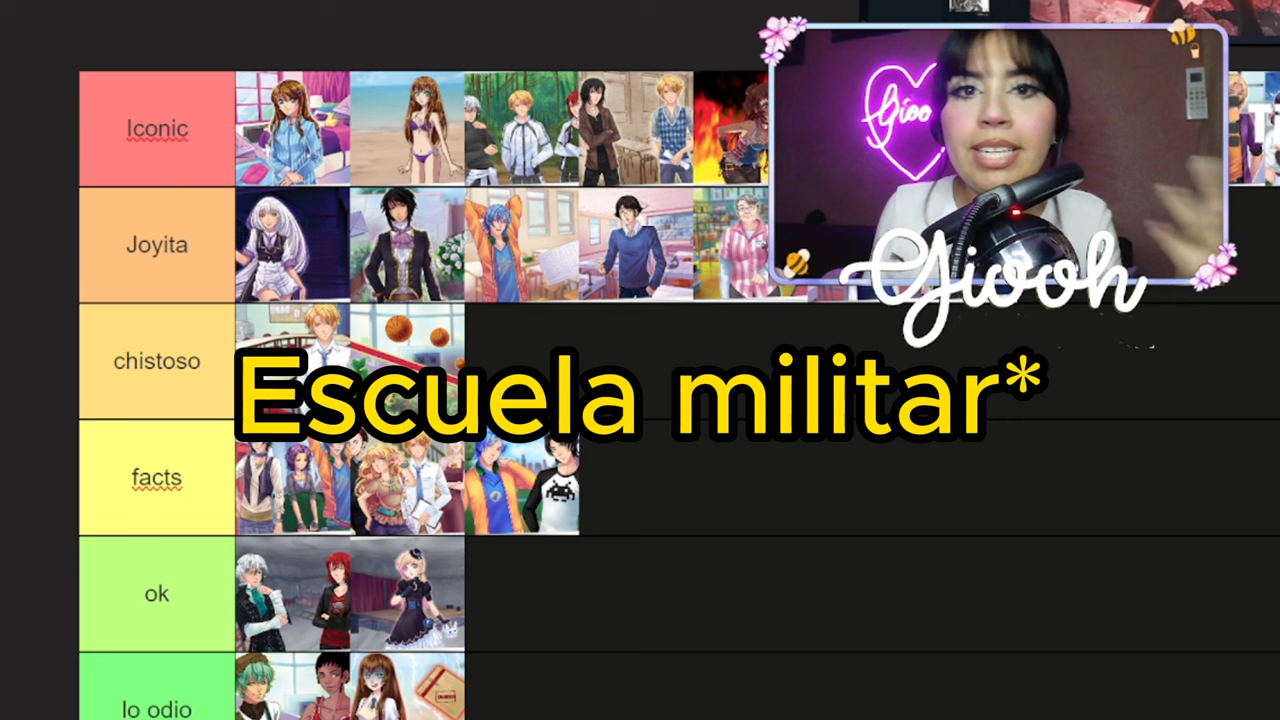 Iconic
Gioo
Joyita
Giooh
chistoso
Escuela militar*
facts
ok
lo odio